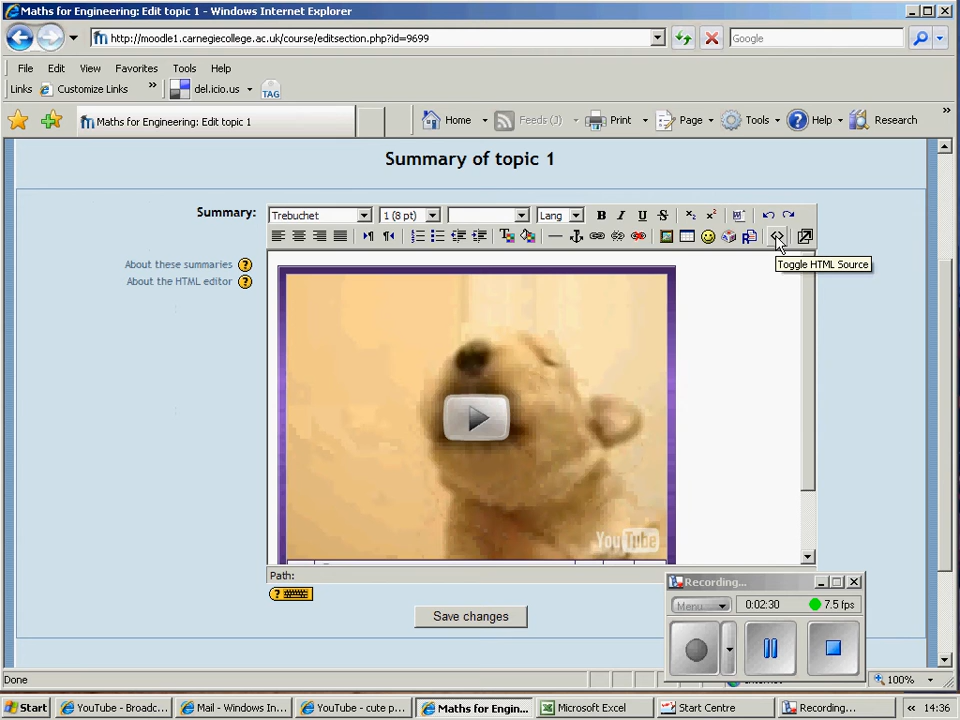 Maths for Engineering: Edit topic 1 - Windows Internet Explorer
http://moodle1.carnegiecollege.ac.uk/course/editsection.php?id=9699
Google
File Edit View Favorites Tools Help
Links Customize Links » del.icio.us TAG
Maths for Engineering: Edit topic 1 Home Feeds (J) Print Page Tools Help Research »
Summary of topic 1
Summary: Trebuchet 1 (8 pt) Lang B I U S
About these summaries ?
About the HTML editor ?
Toggle HTML Source
YouTube
Path:
?
Save changes
Recording...
Menu 0:02:30 7.5 fps
Done 100%
Start YouTube - Broadc... Mail - Windows In... YouTube - cute p... Maths for Engin... Microsoft Excel Start Centre Recording... « 14:36